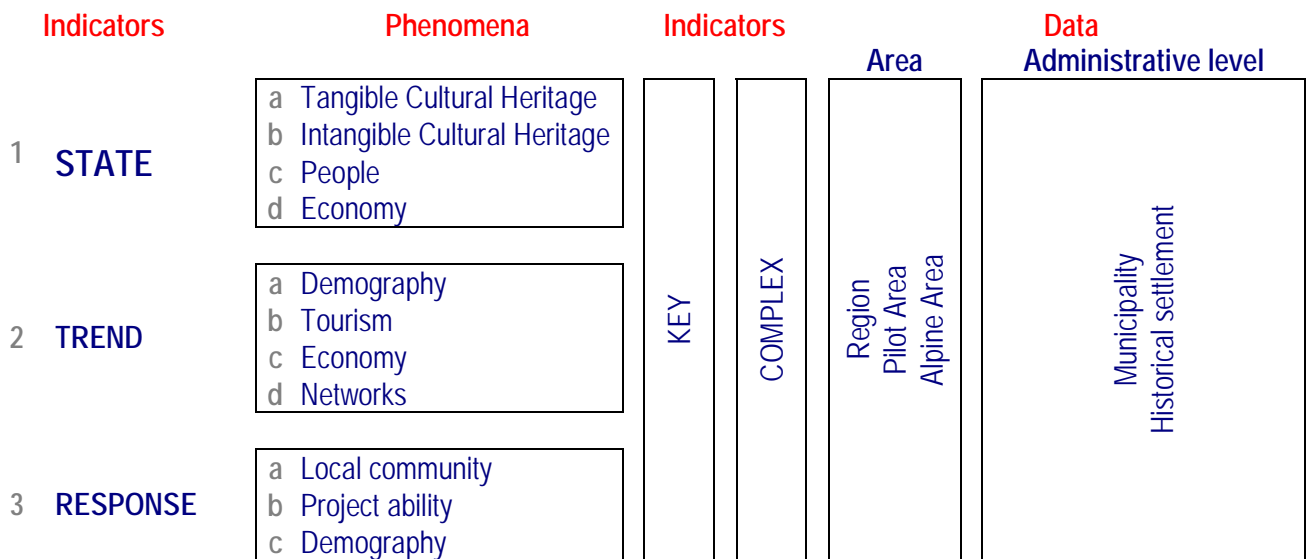 Indicators Phenomena Indicators Data
Area Administrative level
1 STATE
a Tangible Cultural Heritage
b Intangible Cultural Heritage
c People
d Economy
2 TREND
a Demography
b Tourism
c Economy
d Networks
3 RESPONSE
a Local community
b Project ability
c Demography
KEY
COMPLEX
Region
Pilot Area
Alpine Area
Municipality
Historical settlement